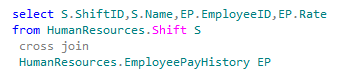 select S.ShiftID,S.Name,EP.EmployeeID,EP.Rate
from HumanResources.Shift S
cross join
HumanResources.EmployeePayHistory EP